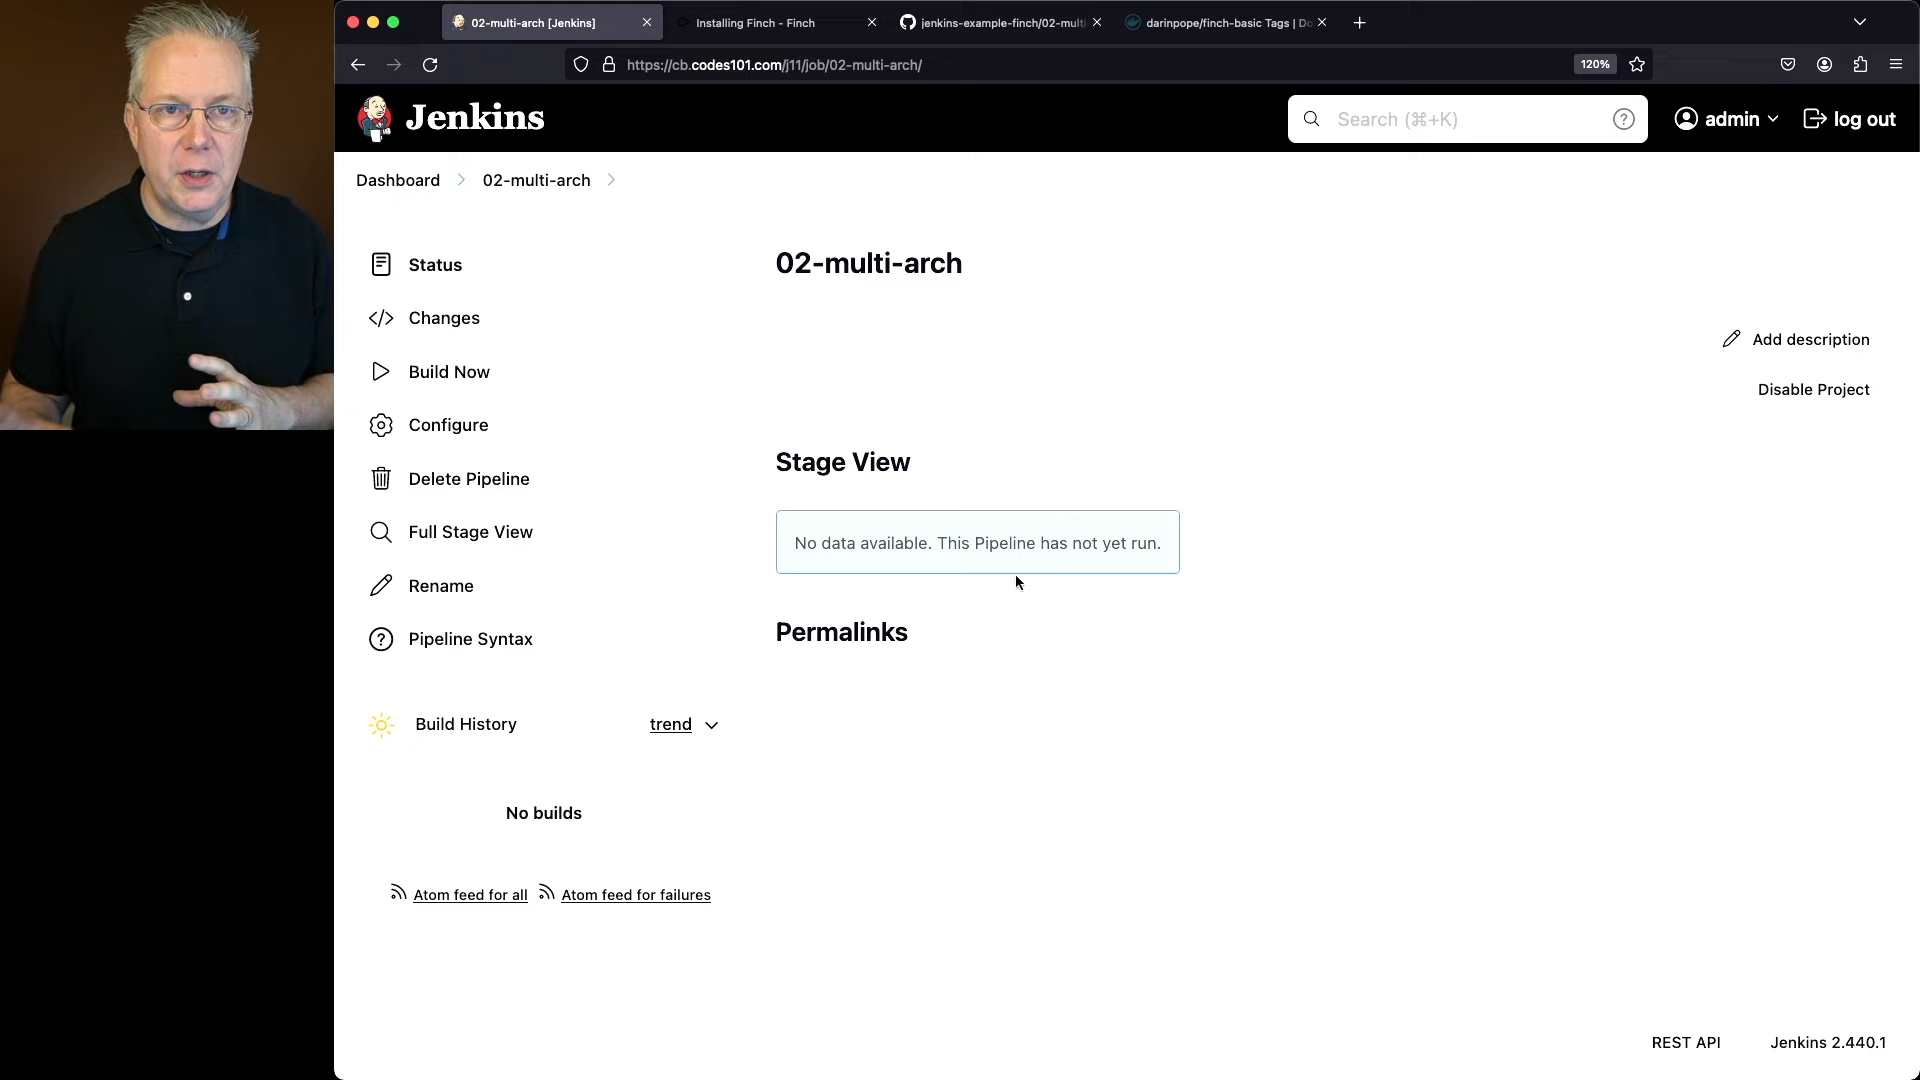 02-multi-arch [Jenkins]
Installing Finch - Finch
jenkins-example-finch/02-mult
darinpope/finch-basic Tags | Do
https://cb.codes101.com/j11/job/02-multi-arch/
120%
Jenkins
Search (⌘+K)
?
admin
log out
Dashboard
02-multi-arch
Status
Changes
Build Now
Configure
Delete Pipeline
Full Stage View
Rename
Pipeline Syntax
Build History
trend
No builds
Atom feed for all
Atom feed for failures
02-multi-arch
Add description
Disable Project
Stage View
No data available. This Pipeline has not yet run.
Permalinks
REST API
Jenkins 2.440.1